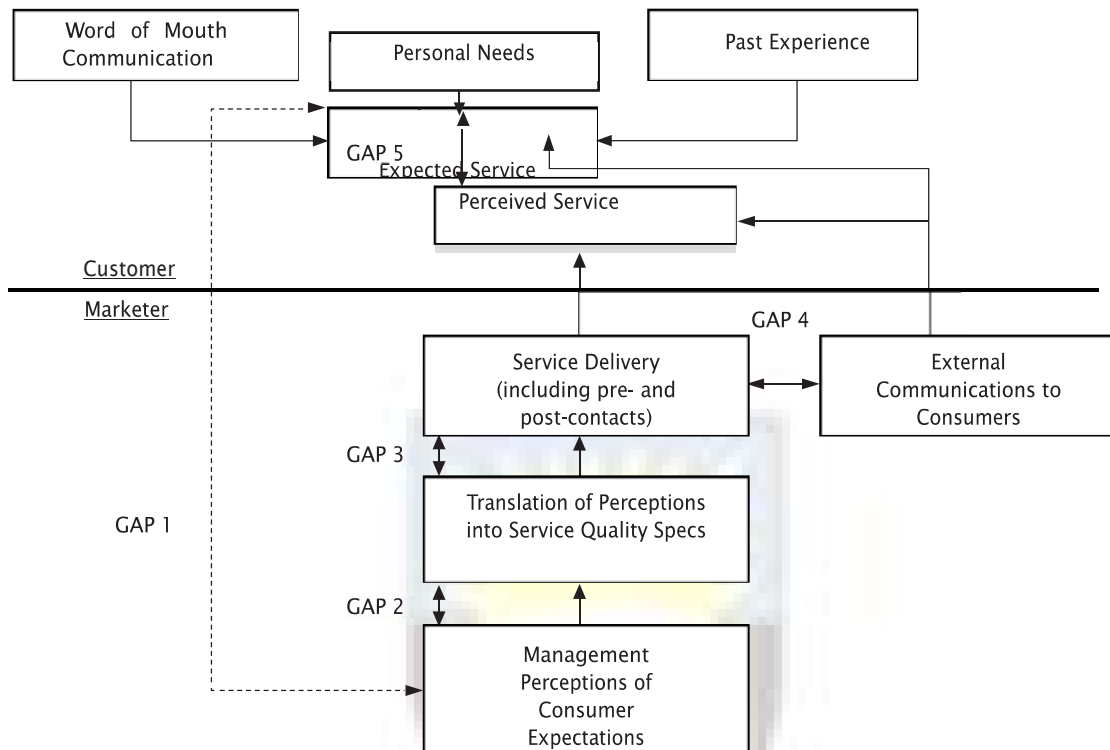 Word of Mouth
Communication
Personal Needs
Past Experience
GAP 5
Expected Service
Perceived Service
Customer
Marketer
GAP 4
Service Delivery
(including pre- and
post-contacts)
External
Communications to
Consumers
GAP 3
Translation of Perceptions
into Service Quality Specs
GAP 1
GAP 2
Management
Perceptions of
Consumer
Expectations